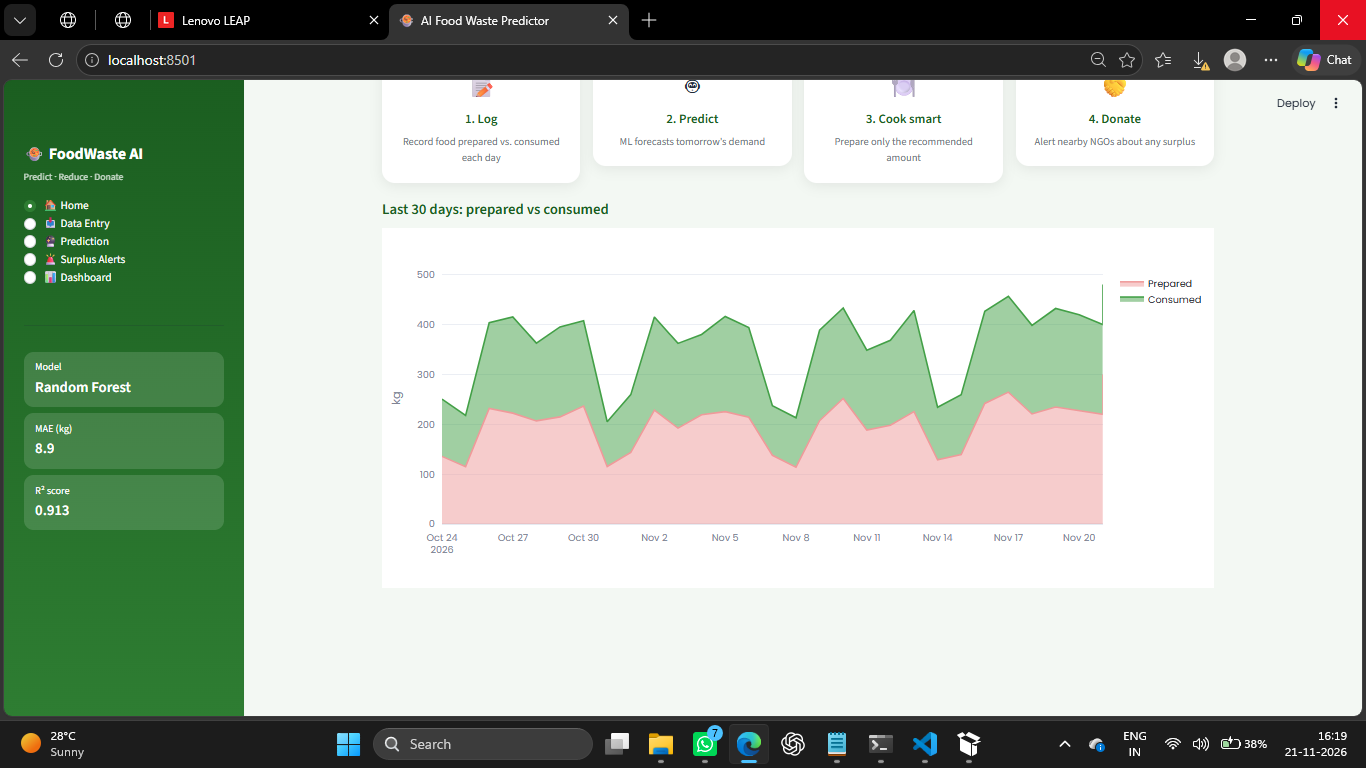 Lenovo LEAP
AI Food Waste Predictor
localhost:8501
Chat
Deploy
FoodWaste AI
Predict · Reduce · Donate
Home
Data Entry
Prediction
Surplus Alerts
Dashboard
Model
Random Forest
MAE (kg)
8.9
R² score
0.913
1. Log
Record food prepared vs. consumed
each day
2. Predict
ML forecasts tomorrow's demand
3. Cook smart
Prepare only the recommended
amount
4. Donate
Alert nearby NGOs about any surplus
Last 30 days: prepared vs consumed
500
400
300
200
100
0
kg
Oct 24
2026
Oct 27
Oct 30
Nov 2
Nov 5
Nov 8
Nov 11
Nov 14
Nov 17
Nov 20
Prepared
Consumed
28°C
Sunny
Search
7
ENG
IN
38%
16:19
21-11-2026